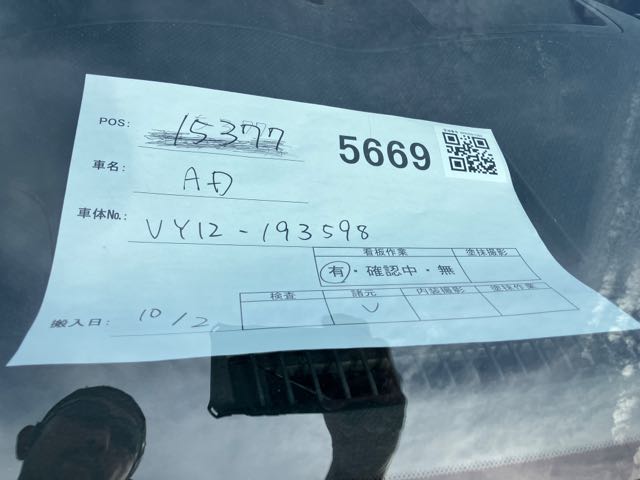 POS: 15377
5669
車名: AD
車体No.: VY12-193598
看板作業 塗抹撮影
有・確認中・無
検査 諸元 内装撮影 塗抹作業
搬入日: 10/2 V